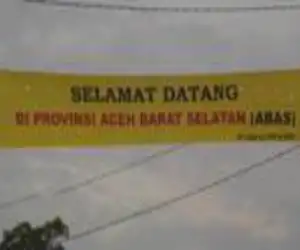 SELAMAT DATANG
DI PROVINSI ACEH BARAT SELATAN (ABAS)